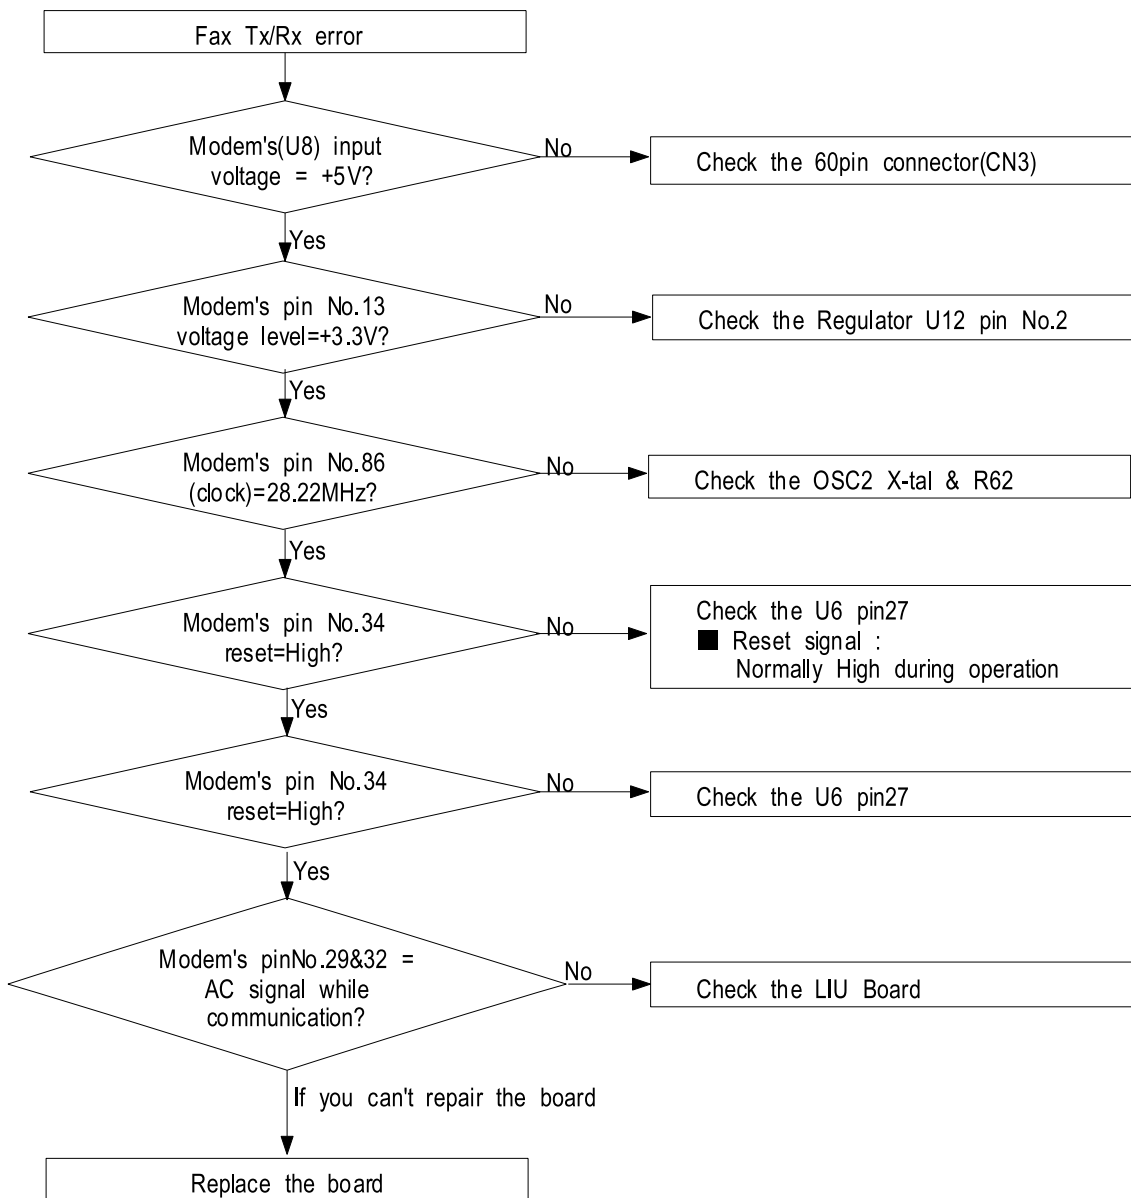 Fax Tx/Rx error
Modem's(U8) input
voltage = +5V?
No
Check the 60pin connector(CN3)
Yes
Modem's pin No.13
voltage level=+3.3V?
No
Check the Regulator U12 pin No.2
Yes
Modem's pin No.86
(clock)=28.22MHz?
No
Check the OSC2 X-tal & R62
Yes
Modem's pin No.34
reset=High?
No
Check the U6 pin27
■ Reset signal :
Normally High during operation
Yes
Modem's pin No.34
reset=High?
No
Check the U6 pin27
Yes
Modem's pinNo.29&32 =
AC signal while
communication?
No
Check the LIU Board
If you can't repair the board
Replace the board